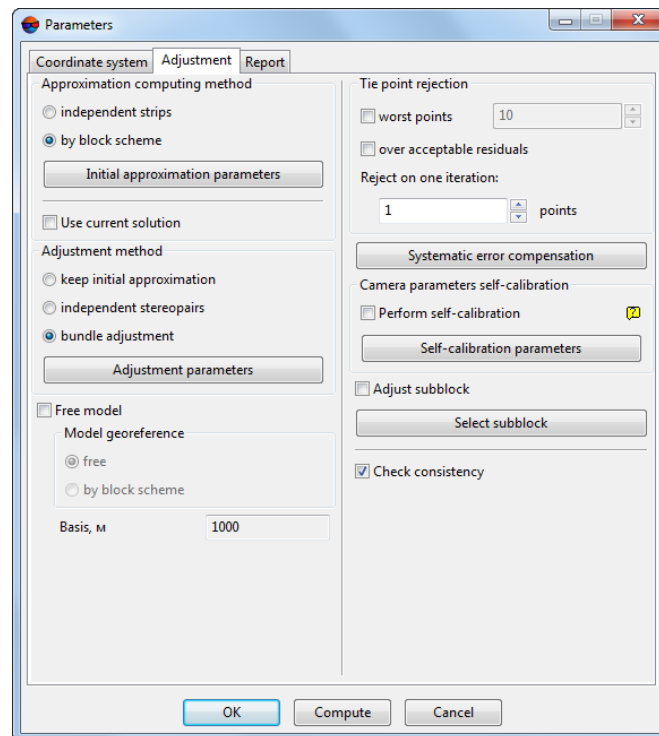 Parameters
Coordinate system Adjustment Report
Approximation computing method
independent strips
by block scheme
Initial approximation parameters
Use current solution
Adjustment method
keep initial approximation
independent stereopairs
bundle adjustment
Adjustment parameters
Free model
Model georeference
free
by block scheme
Basis, м 1000
Tie point rejection
worst points 10
over acceptable residuals
Reject on one iteration:
1 points
Systematic error compensation
Camera parameters self-calibration
Perform self-calibration ?
Self-calibration parameters
Adjust subblock
Select subblock
Check consistency
OK Compute Cancel